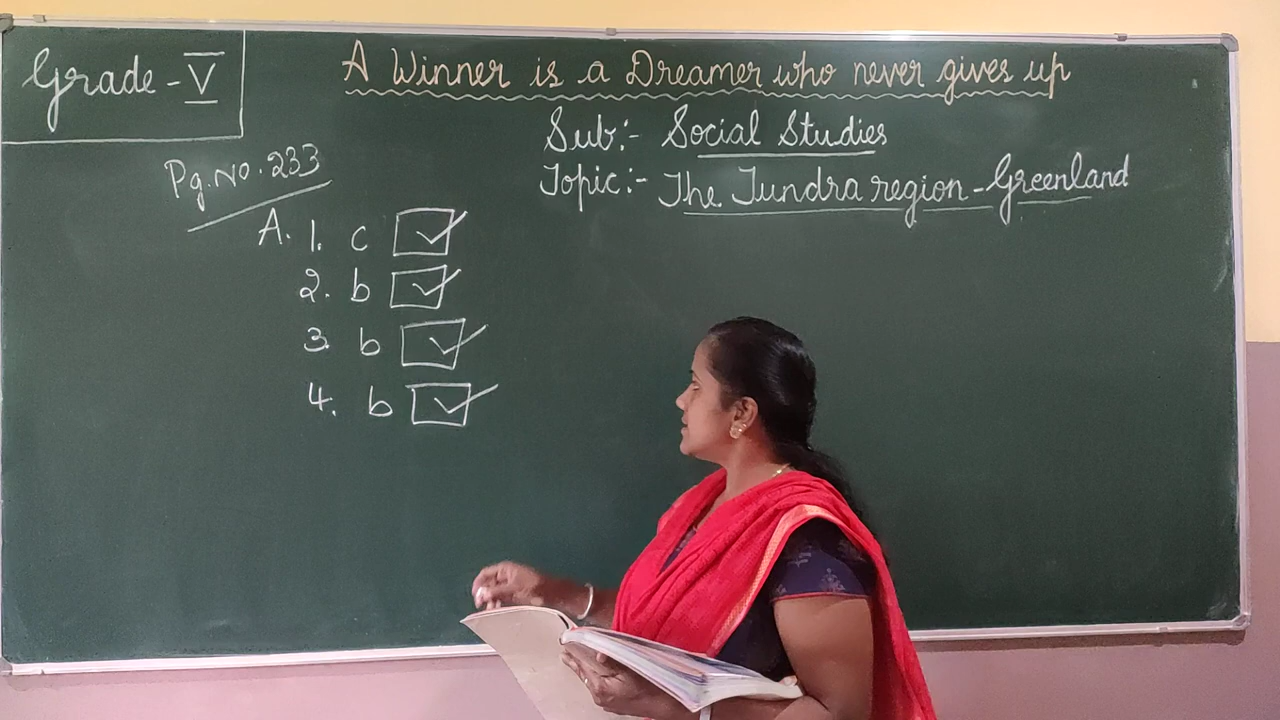 Grade - V
A Winner is a Dreamer who never gives up
Sub:- Social Studies
Topic:- The Tundra region - Greenland
Pg. No. 233
A. 1. c
2. b
3. b
4. b